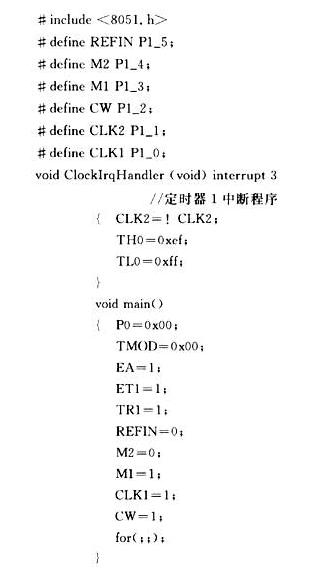 #include <8051.h>
#define REFIN P1_5;
#define M2 P1_4;
#define M1 P1_3;
#define CW P1_2;
#define CLK2 P1_1;
#define CLK1 P1_0;
void ClockIrqHandler (void) interrupt 3
//定时器 1 中断程序
{ CLK2=! CLK2;
TH0=0xef;
TL0=0xff;
}
void main()
{ P0=0x00;
TMOD=0x00;
EA=1;
ET1=1;
TR1=1;
REFIN=0;
M2=0;
M1=1;
CLK1=1;
CW=1;
for(;;);
}